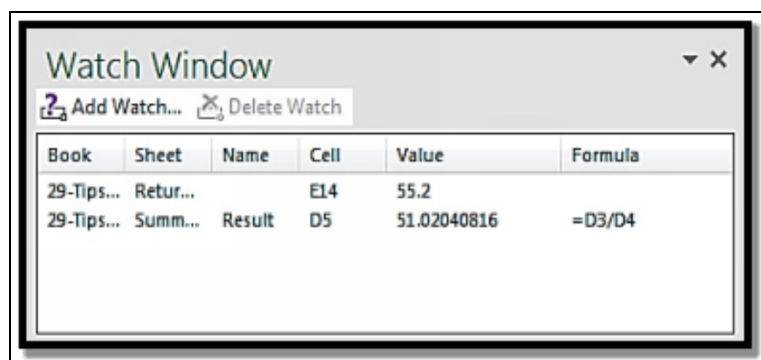 Watch Window
Add Watch... Delete Watch
Book Sheet Name Cell Value Formula
29-Tips... Retur... E14 55.2
29-Tips... Summ... Result D5 51.02040816 =D3/D4